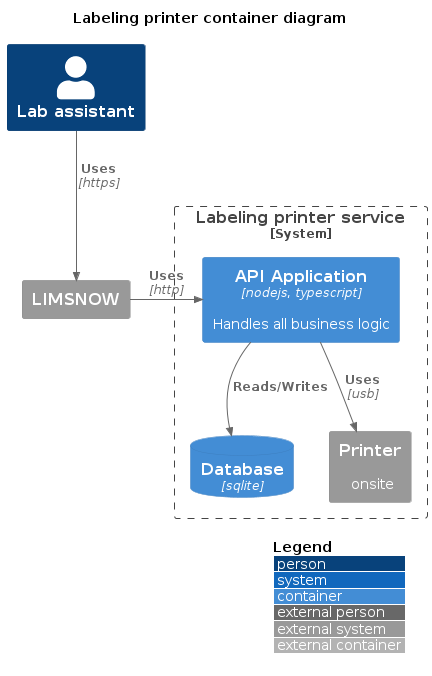 Labeling printer container diagram
Lab assistant
Uses
[https]
Labeling printer service
[System]
LIMSNOW
Uses
[http]
API Application
[nodejs, typescript]
Handles all business logic
Reads/Writes
Uses
[usb]
Database
[sqlite]
Printer
onsite
Legend
person
system
container
external person
external system
external container